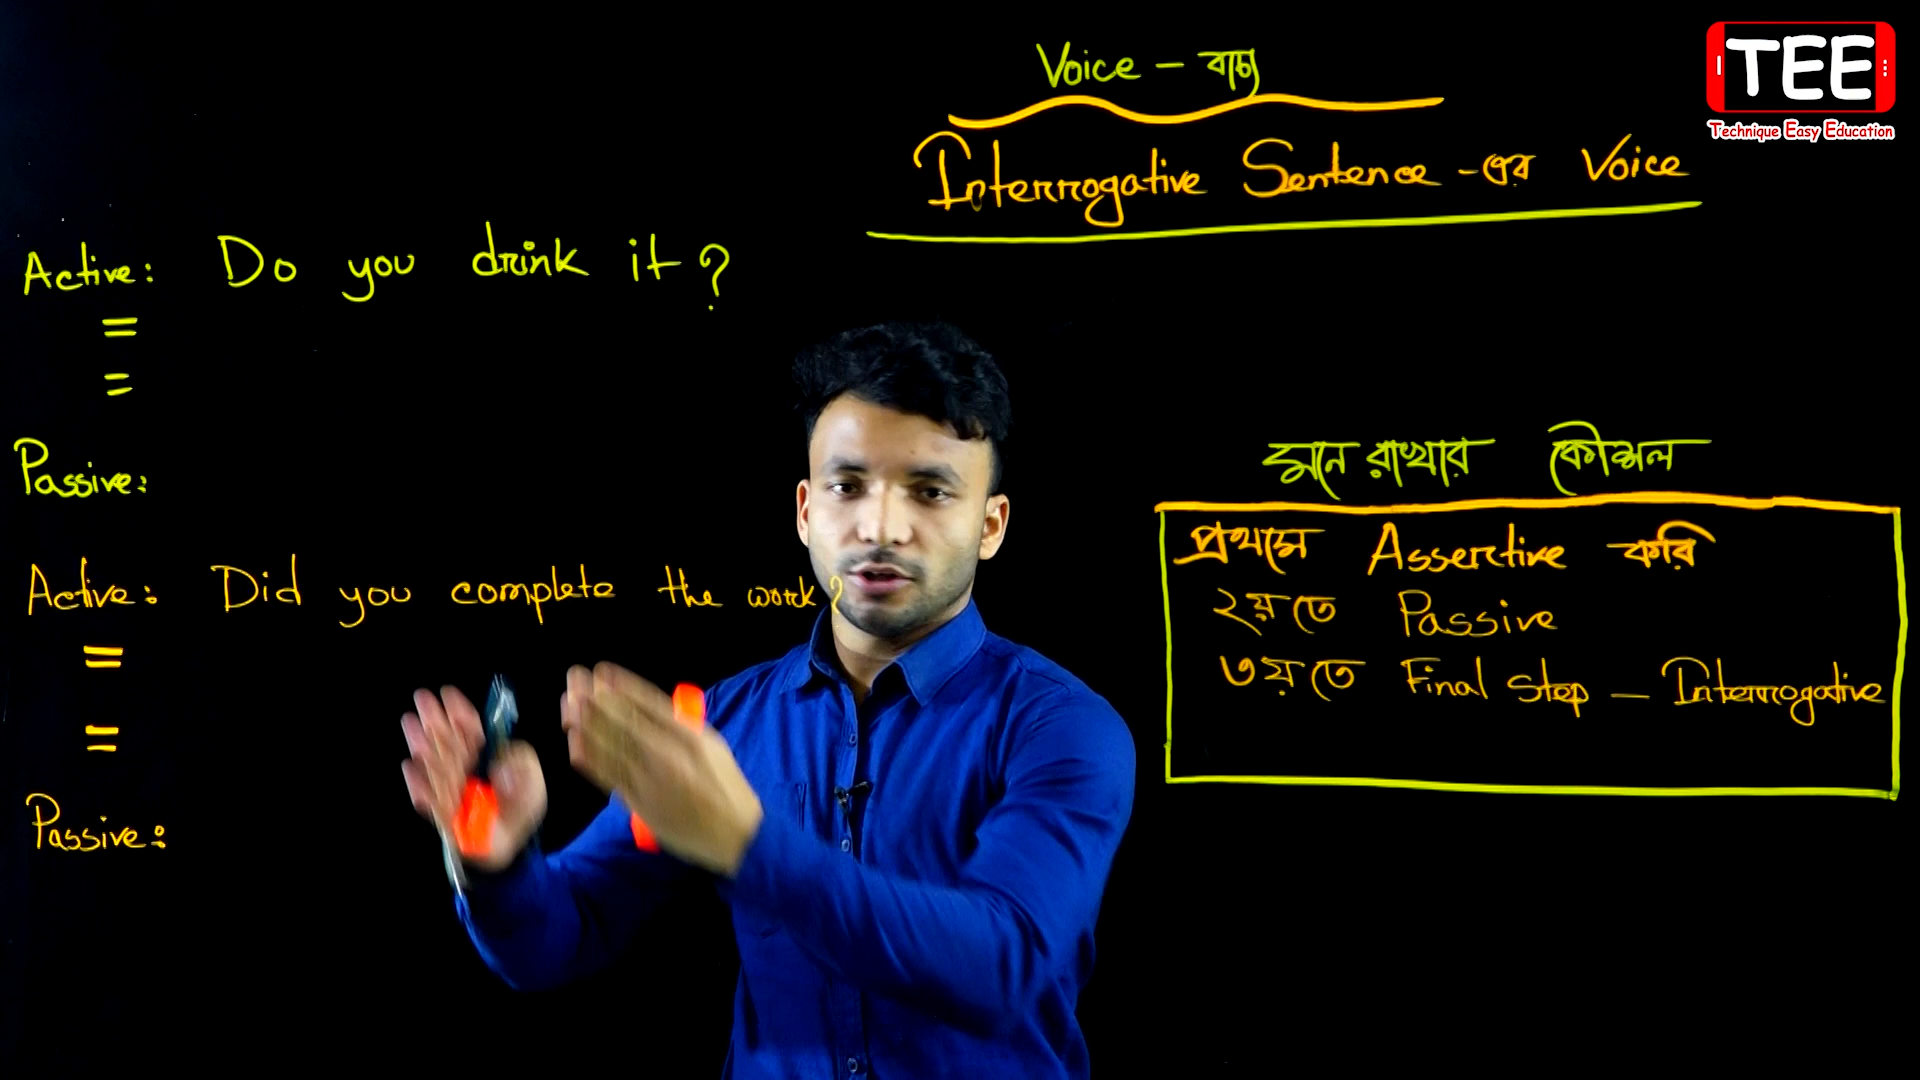 Voice - বাচ্য
Interrogative Sentence - এর Voice
TEE
Technique Easy Education
Active: Do you drink it?
=
=
Passive:
Active: Did you complete the work?
=
=
Passive:
মনে রাখার কৌশল
প্রথমে Assertive করি
২য় তে Passive
৩য় তে Final Step - Interrogative